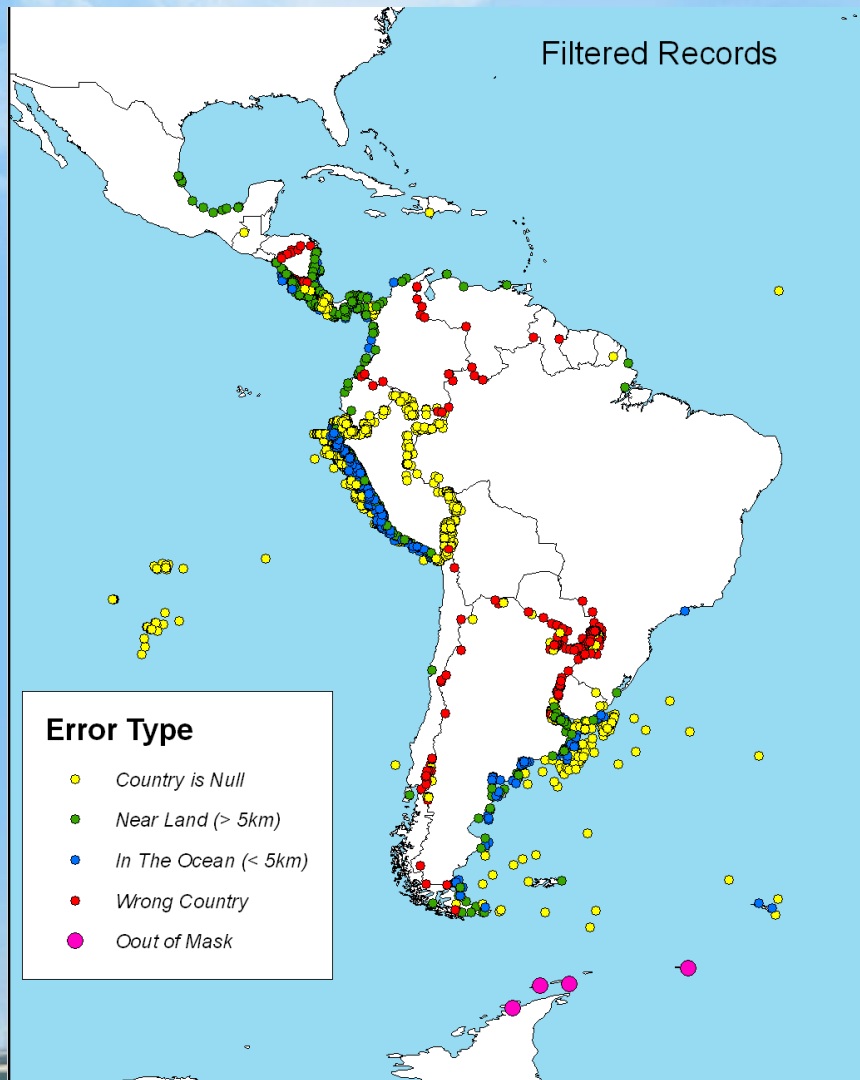 Filtered Records
Error Type
Country is Null
Near Land (> 5km)
In The Ocean (< 5km)
Wrong Country
Oout of Mask